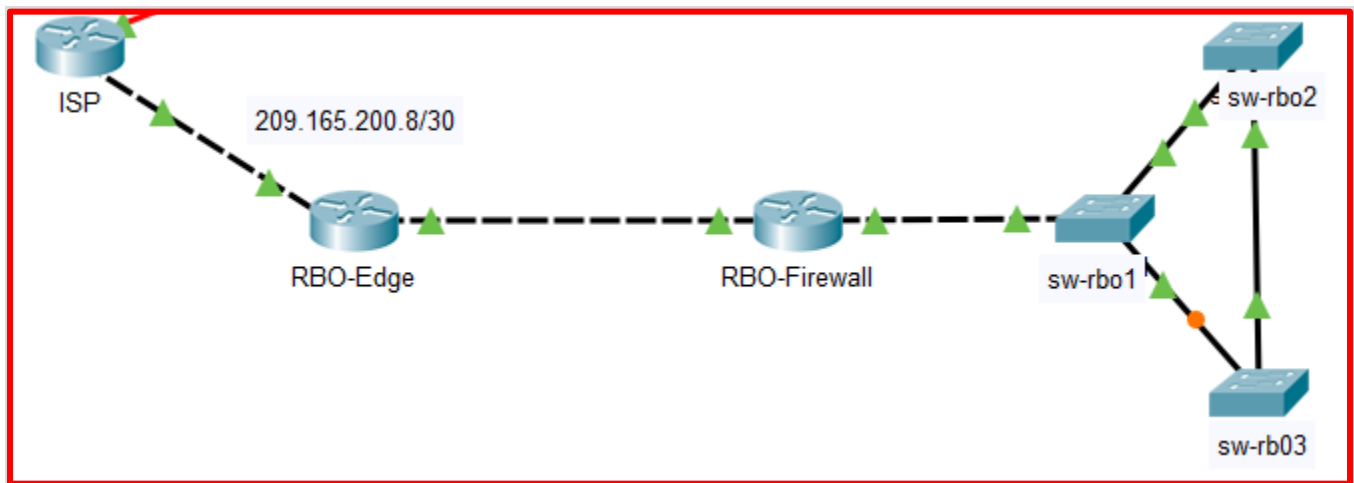 ISP
209.165.200.8/30
sw-rbo2
RBO-Edge
RBO-Firewall
sw-rbo1
sw-rb03